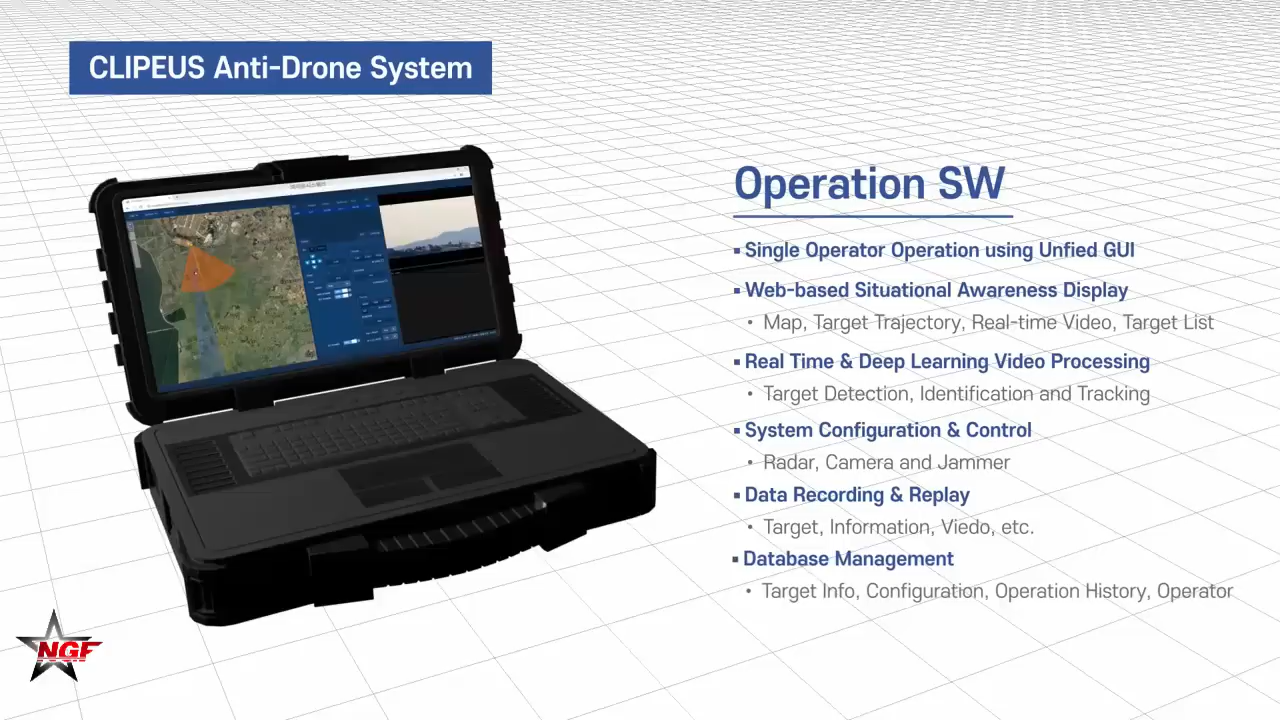 CLIPEUS Anti-Drone System
Operation SW
▪ Single Operator Operation using Unfied GUI
▪ Web-based Situational Awareness Display
• Map, Target Trajectory, Real-time Video, Target List
▪ Real Time & Deep Learning Video Processing
• Target Detection, Identification and Tracking
▪ System Configuration & Control
• Radar, Camera and Jammer
▪ Data Recording & Replay
• Target, Information, Viedo, etc.
▪ Database Management
• Target Info, Configuration, Operation History, Operator
NGF